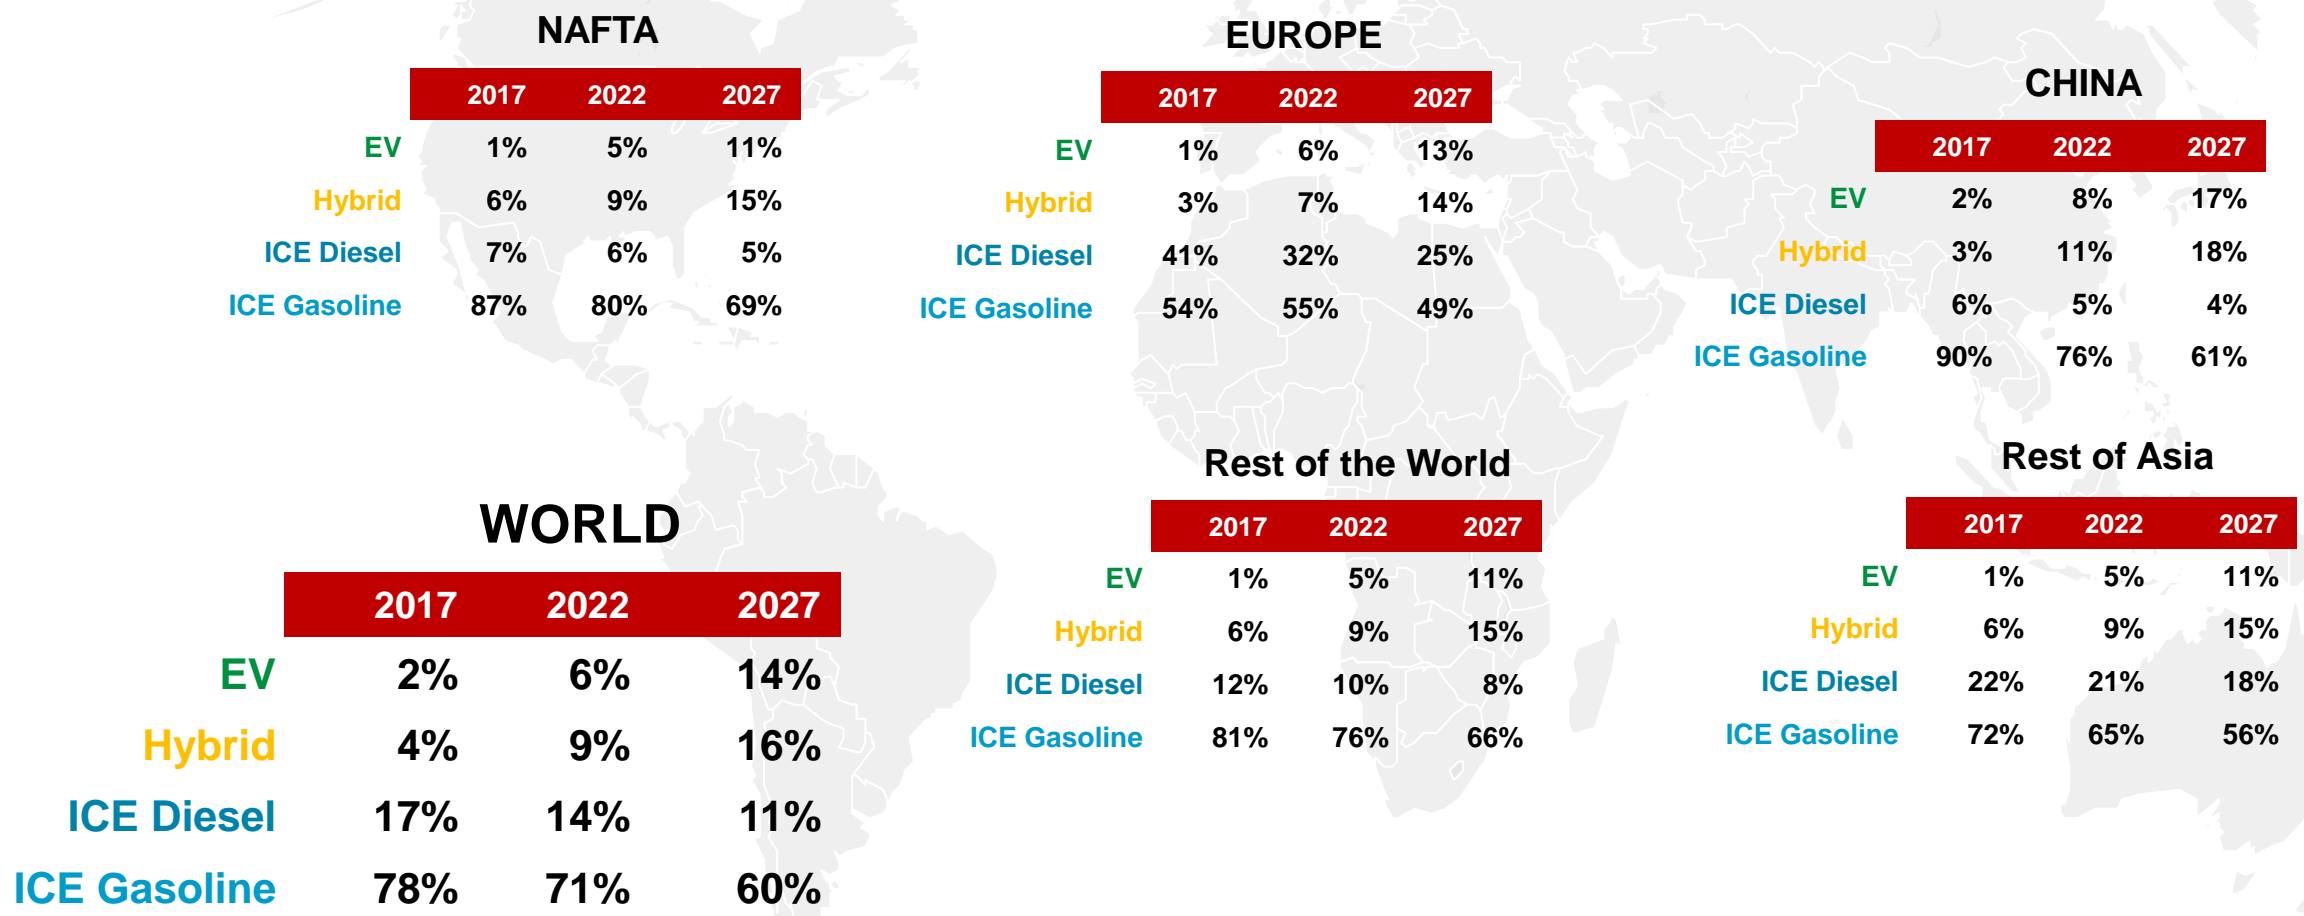 NAFTA
2017 2022 2027
EV 1% 5% 11%
Hybrid 6% 9% 15%
ICE Diesel 7% 6% 5%
ICE Gasoline 87% 80% 69%
EUROPE
2017 2022 2027
EV 1% 6% 13%
Hybrid 3% 7% 14%
ICE Diesel 41% 32% 25%
ICE Gasoline 54% 55% 49%
CHINA
2017 2022 2027
EV 2% 8% 17%
Hybrid 3% 11% 18%
ICE Diesel 6% 5% 4%
ICE Gasoline 90% 76% 61%
WORLD
2017 2022 2027
EV 2% 6% 14%
Hybrid 4% 9% 16%
ICE Diesel 17% 14% 11%
ICE Gasoline 78% 71% 60%
Rest of the World
2017 2022 2027
EV 1% 5% 11%
Hybrid 6% 9% 15%
ICE Diesel 12% 10% 8%
ICE Gasoline 81% 76% 66%
Rest of Asia
2017 2022 2027
EV 1% 5% 11%
Hybrid 6% 9% 15%
ICE Diesel 22% 21% 18%
ICE Gasoline 72% 65% 56%